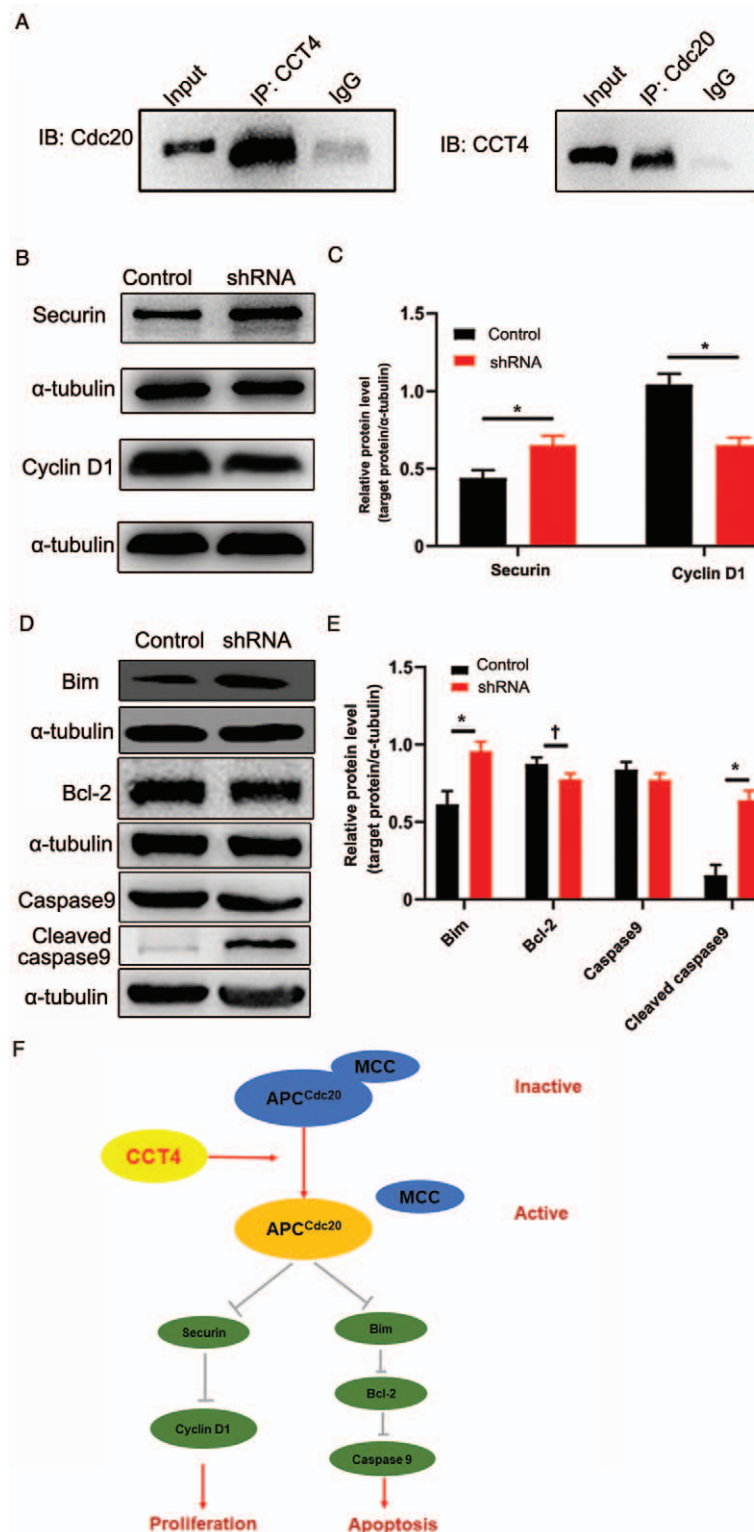 A
Input
IP: CCT4
IgG
IB: Cdc20
Input
IP: Cdc20
IgG
IB: CCT4
B
Control shRNA
Securin
α-tubulin
Cyclin D1
α-tubulin
C
1.5
1.0
0.5
0
Relative protein level
(target protein/α-tubulin)
Control
shRNA
*
*
Securin
Cyclin D1
D
Control shRNA
Bim
α-tubulin
Bcl-2
α-tubulin
Caspase9
Cleaved
caspase9
α-tubulin
E
1.5
1.0
0.5
0
Relative protein level
(target protein/α-tubulin)
Control
shRNA
*
†
*
Bim
Bcl-2
Caspase9
Cleaved caspase9
F
MCC
APCCdc20
Inactive
CCT4
MCC
APCCdc20
Active
Securin
Bim
Bcl-2
Cyclin D1
Caspase 9
Proliferation
Apoptosis